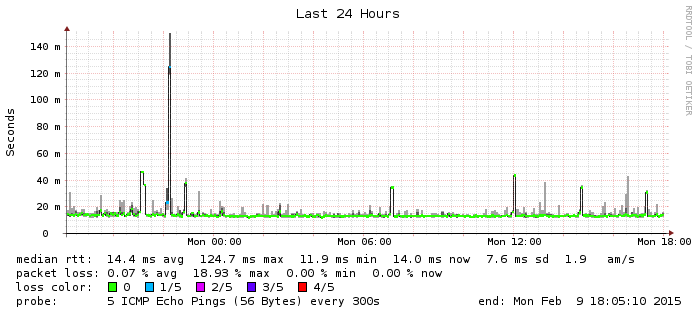 Last 24 Hours
RRDTOOL / TOBI OETIKER
Seconds
140 m
120 m
100 m
80 m
60 m
40 m
20 m
0
Mon 00:00 Mon 06:00 Mon 12:00 Mon 18:00
median rtt: 14.4 ms avg 124.7 ms max 11.9 ms min 14.0 ms now 7.6 ms sd 1.9 am/s
packet loss: 0.07 % avg 18.93 % max 0.00 % min 0.00 % now
loss color: 0 1/5 2/5 3/5 4/5
probe: 5 ICMP Echo Pings (56 Bytes) every 300s end: Mon Feb 9 18:05:10 2015